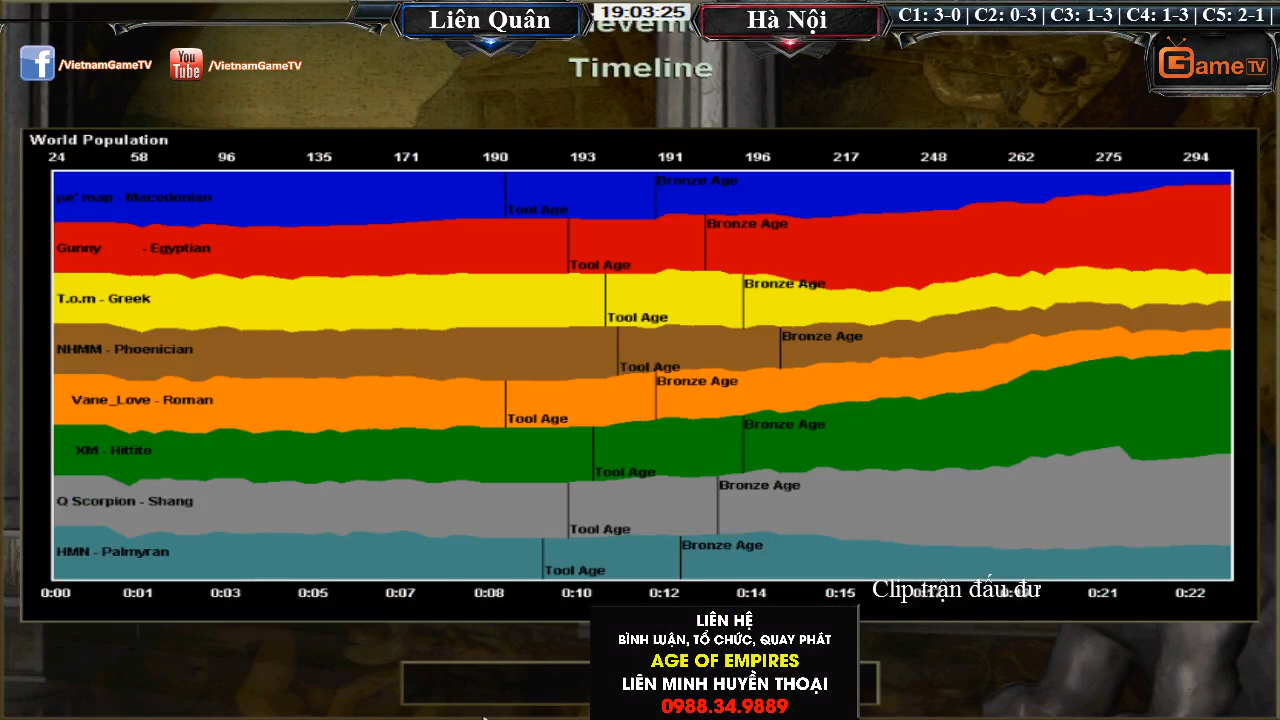 Liên Quân
19:03:25
Hà Nội
C1: 3-0 | C2: 0-3 | C3: 1-3 | C4: 1-3 | C5: 2-1 |
/VietnamGameTV
You Tube
/VietnamGameTV
GameTV
Timeline
World Population
24 58 96 135 171 190 193 191 196 217 248 262 275 294
pe' map - Macedonian
Tool Age
Bronze Age
Gunny - Egyptian
Tool Age
Bronze Age
T.o.m - Greek
Tool Age
Bronze Age
NHMM - Phoenician
Tool Age
Bronze Age
Vane_Love - Roman
Tool Age
Bronze Age
XM - Hittite
Tool Age
Bronze Age
Q Scorpion - Shang
Tool Age
Bronze Age
HMN - Palmyran
Tool Age
Bronze Age
0:00 0:01 0:03 0:05 0:07 0:08 0:10 0:12 0:14 0:15 0:21 0:22
Clip trận đấu đư
LIÊN HỆ
BÌNH LUẬN, TỔ CHỨC, QUAY PHÁT
AGE OF EMPIRES
LIÊN MINH HUYỀN THOẠI
0988.34.9889